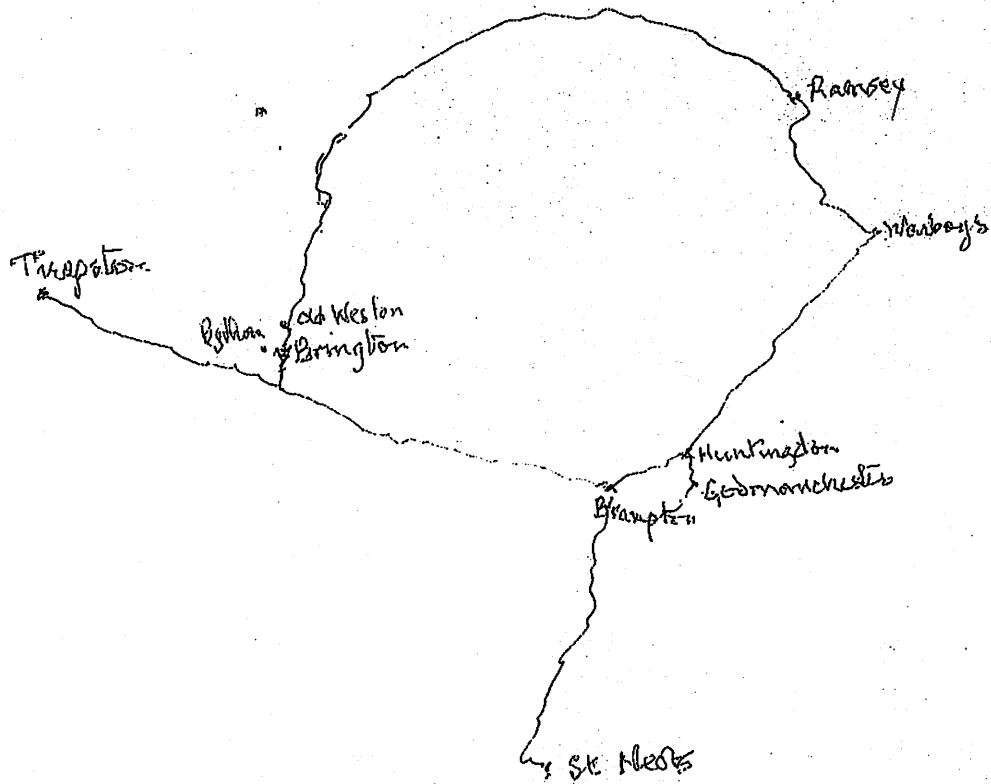 Ramsey
Warboys
Thrapston
Old Weston
Bythorn
Brington
Huntingdon
Godmanchester
Brampton
St. Neots